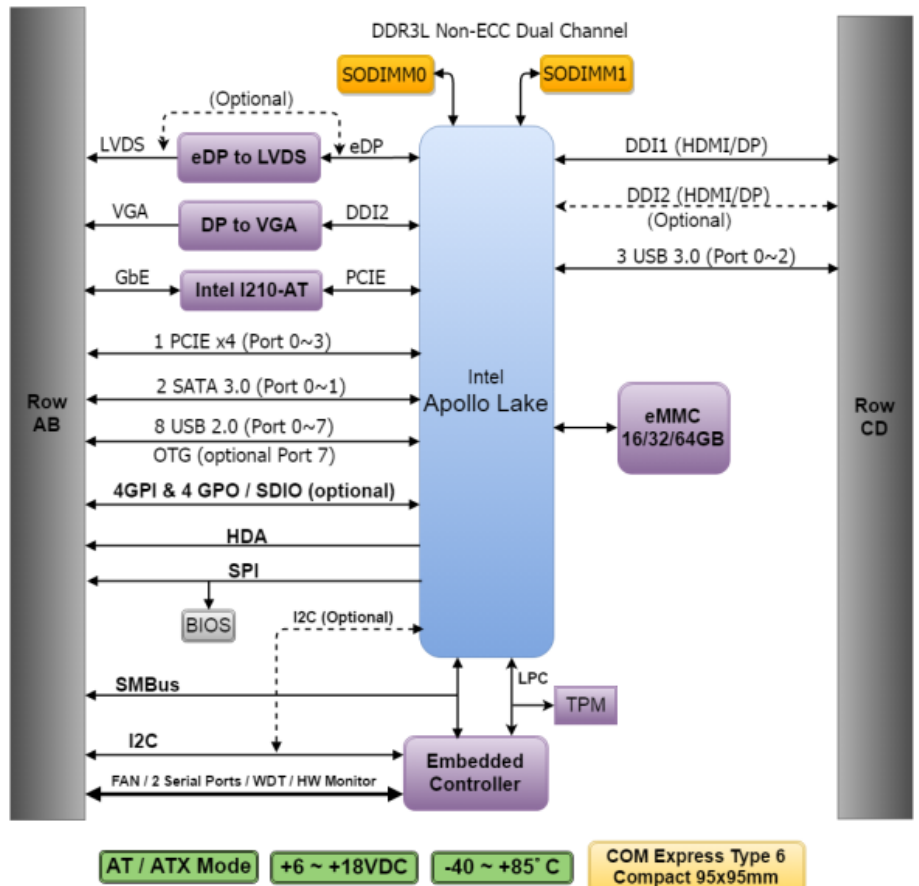 DDR3L Non-ECC Dual Channel
SODIMM0
SODIMM1
(Optional)
LVDS
eDP to LVDS
eDP
DDI1 (HDMI/DP)
VGA
DP to VGA
DDI2
DDI2 (HDMI/DP)
(Optional)
3 USB 3.0 (Port 0~2)
GbE
Intel I210-AT
PCIE
1 PCIE x4 (Port 0~3)
2 SATA 3.0 (Port 0~1)
8 USB 2.0 (Port 0~7)
OTG (optional Port 7)
Row
AB
Intel
Apollo Lake
eMMC
16/32/64GB
Row
CD
4GPI & 4 GPO / SDIO (optional)
HDA
SPI
BIOS
I2C (Optional)
SMBus
LPC
TPM
I2C
Embedded
Controller
FAN / 2 Serial Ports / WDT / HW Monitor
AT / ATX Mode
+6 ~ +18VDC
-40 ~ +85° C
COM Express Type 6
Compact 95x95mm